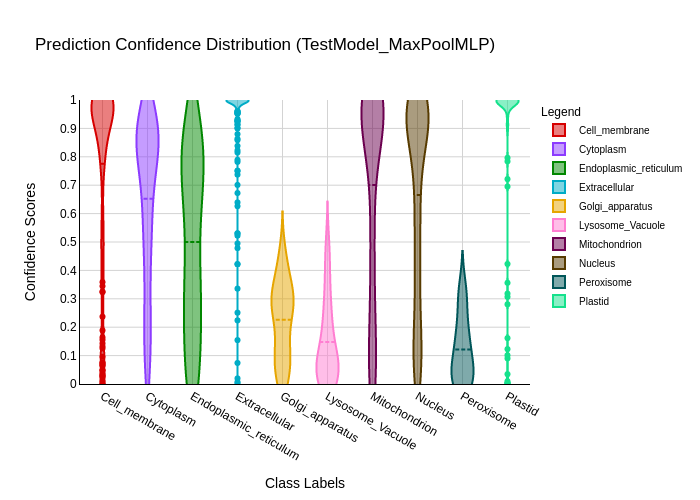 Prediction Confidence Distribution (TestModel_MaxPoolMLP)
Legend
Cell_membrane
Cytoplasm
Endoplasmic_reticulum
Extracellular
Golgi_apparatus
Lysosome_Vacuole
Mitochondrion
Nucleus
Peroxisome
Plastid
Confidence Scores
1
0.9
0.8
0.7
0.6
0.5
0.4
0.3
0.2
0.1
0
Cell_membrane
Cytoplasm
Endoplasmic_reticulum
Extracellular
Golgi_apparatus
Lysosome_Vacuole
Mitochondrion
Nucleus
Peroxisome
Plastid
Class Labels